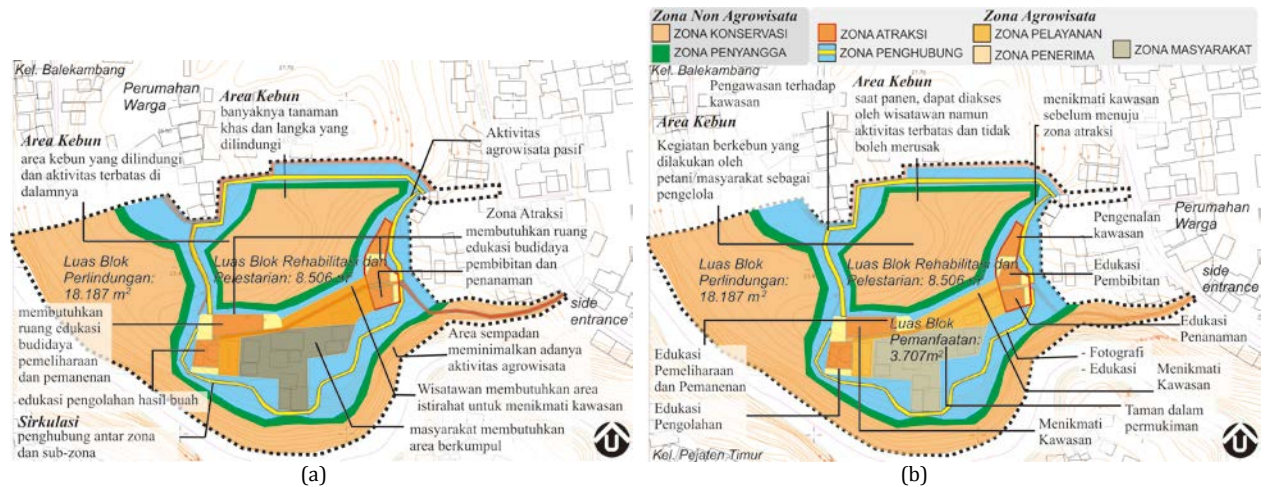 Kel. Balekambang
Perumahan
Warga
Area Kebun
banyaknya tanaman
khas dan langka yang
dilindungi
Area Kebun
area kebun yang dilindungi
dan aktivitas terbatas di
dalamnya
Aktivitas
agrowisata pasif
Zona Atraksi
membutuhkan ruang
edukasi budidaya
pembibitan dan
penanaman
Luas Blok
Perlindungan:
18.187 m²
Luas Blok Rehabilitasi dan
Pelestarian: 8.506 m²
side
entrance
membutuhkan
ruang edukasi
budidaya
pemeliharaan
dan pemanenan
Area sempadan
meminimalkan adanya
aktivitas agrowisata
edukasi pengolahan hasil buah
Wisatawan membutuhkan area
istirahat untuk menikmati kawasan
Sirkulasi
penghubung antar zona
dan sub-zona
masyarakat membutuhkan
area berkumpul
U
(a)
Zona Non Agrowisata
ZONA KONSERVASI
ZONA PENYANGGA
Zona Agrowisata
ZONA ATRAKSI
ZONA PENGHUBUNG
ZONA PELAYANAN
ZONA PENERIMA
ZONA MASYARAKAT
Kel. Balekambang
Pengawasan terhadap
kawasan
Area Kebun
saat panen, dapat diakses
oleh wisatawan namun
aktivitas terbatas dan tidak
boleh merusak
menikmati kawasan
sebelum menuju
zona atraksi
Area Kebun
Kegiatan berkebun yang
dilakukan oleh
petani/masyarakat sebagai
pengelola
Pengenalan
kawasan
Perumahan
Warga
Luas Blok
Perlindungan:
18.187 m²
Luas Blok Rehabilitasi dan
Pelestarian: 8.506 m²
Edukasi
Pembibitan
side
entrance
Edukasi
Penanaman
Luas Blok
Pemanfaatan:
3.707m²
- Fotografi
- Edukasi
Edukasi
Pemeliharaan
dan Pemanenan
Menikmati
Kawasan
Edukasi
Pengolahan
Menikmati
Kawasan
Taman dalam
permukiman
Kel. Pejaten Timur
U
(b)